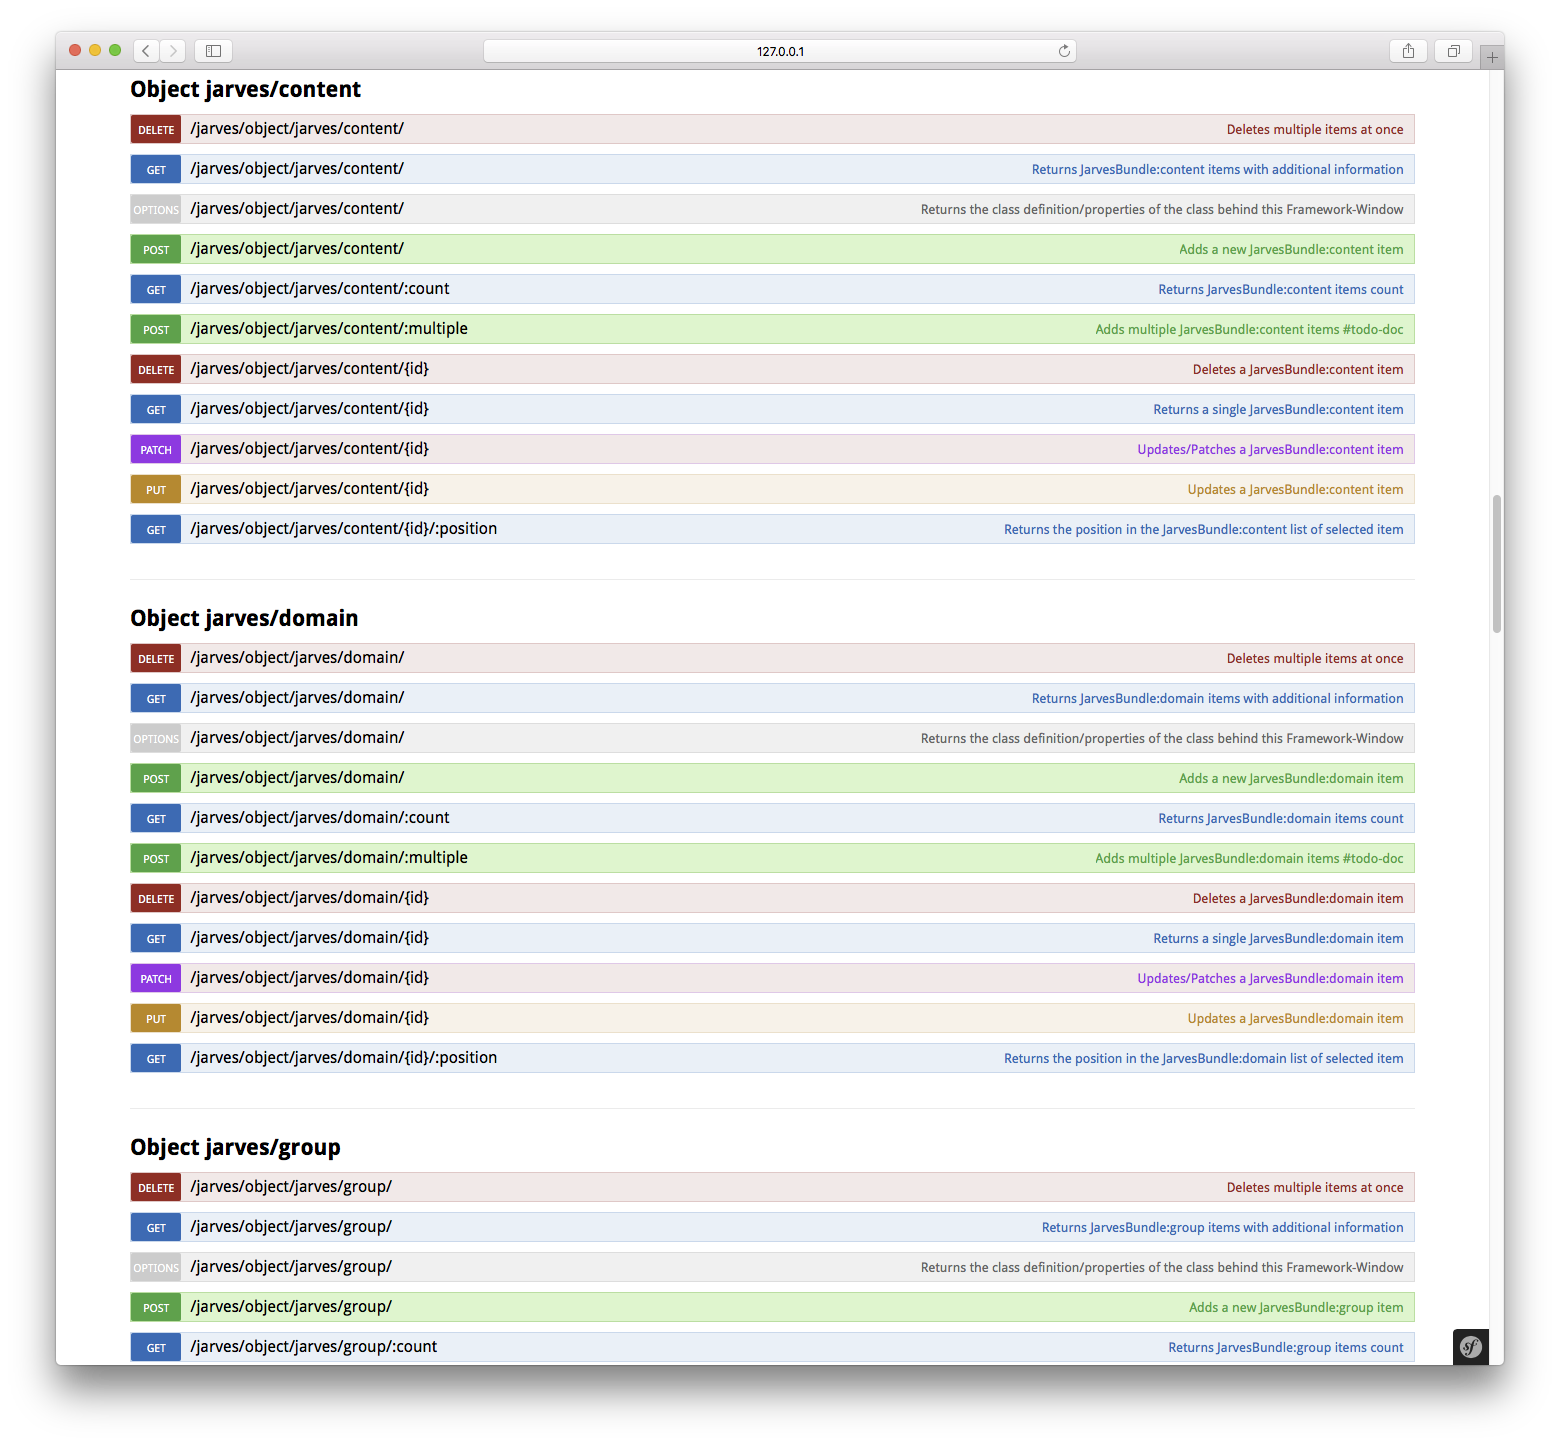 127.0.0.1
Object jarves/content
DELETE /jarves/object/jarves/content/ Deletes multiple items at once
GET /jarves/object/jarves/content/ Returns JarvesBundle:content items with additional information
OPTIONS /jarves/object/jarves/content/ Returns the class definition/properties of the class behind this Framework-Window
POST /jarves/object/jarves/content/ Adds a new JarvesBundle:content item
GET /jarves/object/jarves/content/:count Returns JarvesBundle:content items count
POST /jarves/object/jarves/content/:multiple Adds multiple JarvesBundle:content items #todo-doc
DELETE /jarves/object/jarves/content/{id} Deletes a JarvesBundle:content item
GET /jarves/object/jarves/content/{id} Returns a single JarvesBundle:content item
PATCH /jarves/object/jarves/content/{id} Updates/Patches a JarvesBundle:content item
PUT /jarves/object/jarves/content/{id} Updates a JarvesBundle:content item
GET /jarves/object/jarves/content/{id}/:position Returns the position in the JarvesBundle:content list of selected item
Object jarves/domain
DELETE /jarves/object/jarves/domain/ Deletes multiple items at once
GET /jarves/object/jarves/domain/ Returns JarvesBundle:domain items with additional information
OPTIONS /jarves/object/jarves/domain/ Returns the class definition/properties of the class behind this Framework-Window
POST /jarves/object/jarves/domain/ Adds a new JarvesBundle:domain item
GET /jarves/object/jarves/domain/:count Returns JarvesBundle:domain items count
POST /jarves/object/jarves/domain/:multiple Adds multiple JarvesBundle:domain items #todo-doc
DELETE /jarves/object/jarves/domain/{id} Deletes a JarvesBundle:domain item
GET /jarves/object/jarves/domain/{id} Returns a single JarvesBundle:domain item
PATCH /jarves/object/jarves/domain/{id} Updates/Patches a JarvesBundle:domain item
PUT /jarves/object/jarves/domain/{id} Updates a JarvesBundle:domain item
GET /jarves/object/jarves/domain/{id}/:position Returns the position in the JarvesBundle:domain list of selected item
Object jarves/group
DELETE /jarves/object/jarves/group/ Deletes multiple items at once
GET /jarves/object/jarves/group/ Returns JarvesBundle:group items with additional information
OPTIONS /jarves/object/jarves/group/ Returns the class definition/properties of the class behind this Framework-Window
POST /jarves/object/jarves/group/ Adds a new JarvesBundle:group item
GET /jarves/object/jarves/group/:count Returns JarvesBundle:group items count
sf